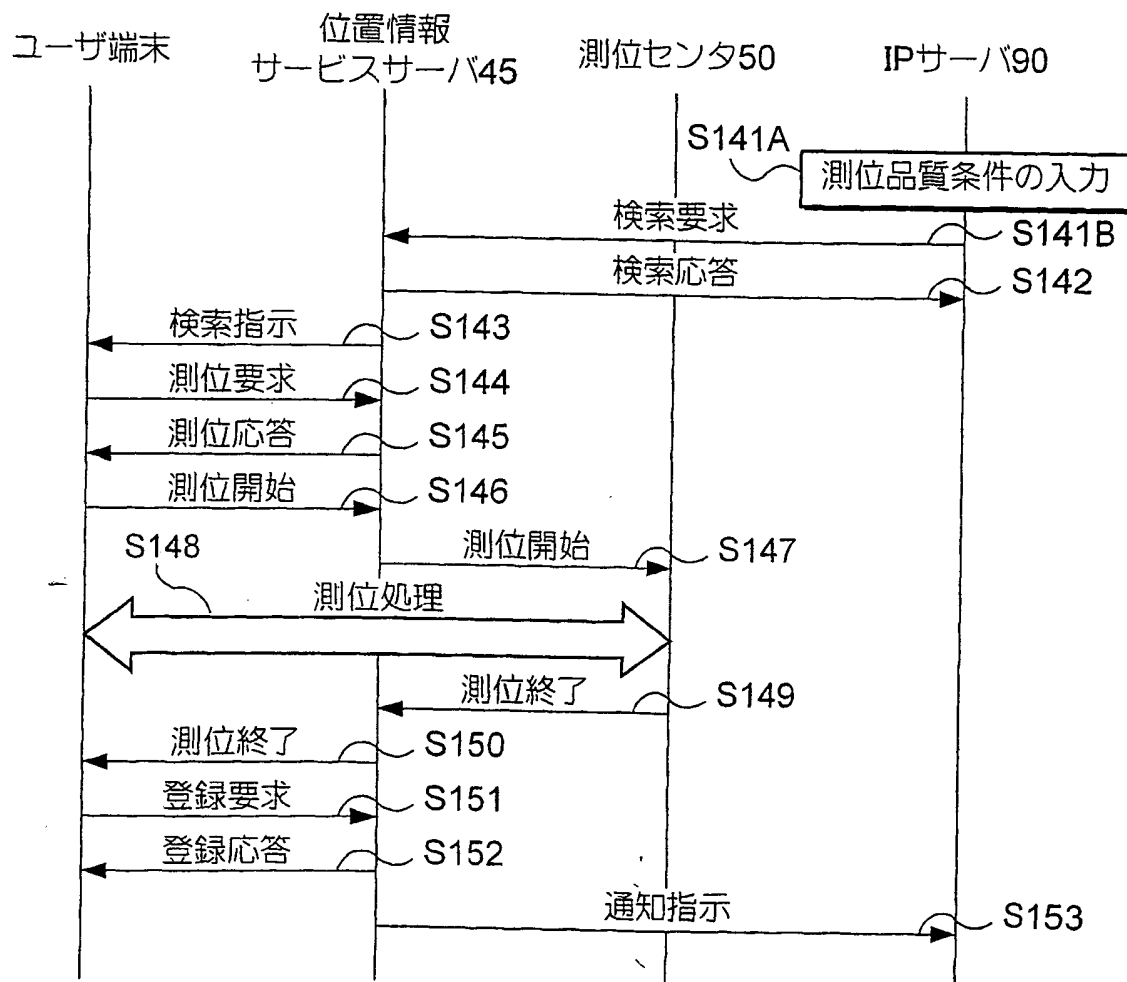 ユーザ端末
位置情報
サービスサーバ45
測位センタ50
IPサーバ90
S141A
測位品質条件の入力
検索要求
S141B
検索応答
S142
検索指示
S143
測位要求
S144
測位応答
S145
測位開始
S146
測位開始
S147
S148
測位処理
測位終了
S149
測位終了
S150
登録要求
S151
登録応答
S152
通知指示
S153